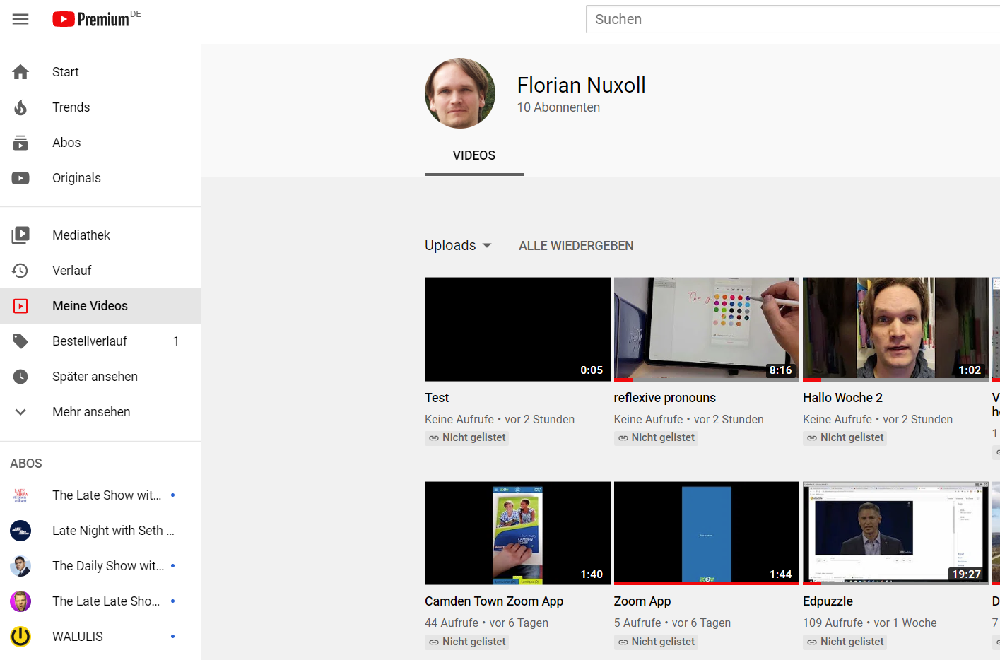 Premium DE
Suchen
Start
Trends
Abos
Originals
Mediathek
Verlauf
Meine Videos
Bestellverlauf 1
Später ansehen
Mehr ansehen
ABOS
The Late Show wit...
Late Night with Seth ...
The Daily Show wit...
The Late Late Sho...
WALULIS
Florian Nuxoll
10 Abonnenten
VIDEOS
Uploads
ALLE WIEDERGEBEN
0:05
The
8:16
1:02
Test
reflexive pronouns
Hallo Woche 2
Keine Aufrufe • vor 2 Stunden
Keine Aufrufe • vor 2 Stunden
Keine Aufrufe • vor 2 Stunden
1
Nicht gelistet
Nicht gelistet
Nicht gelistet
ZOOM
CAMDEN
TOWN
1:40
ZOOM
1:44
19:27
Camden Town Zoom App
Zoom App
Edpuzzle
D
44 Aufrufe • vor 6 Tagen
5 Aufrufe • vor 6 Tagen
109 Aufrufe • vor 1 Woche
7
Nicht gelistet
Nicht gelistet
Nicht gelistet